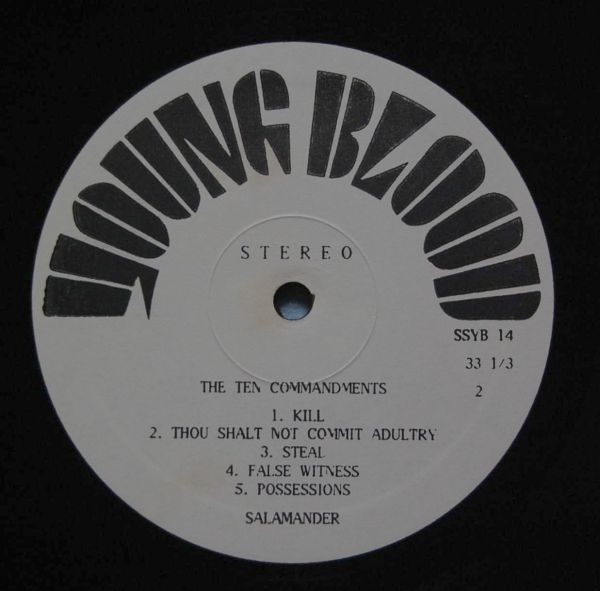 YOUNG BLOOD
STEREO
SSYB 14
33 1/3
2
THE TEN COMMANDMENTS
1. KILL
2. THOU SHALT NOT COMMIT ADULTRY
3. STEAL
4. FALSE WITNESS
5. POSSESSIONS
SALAMANDER